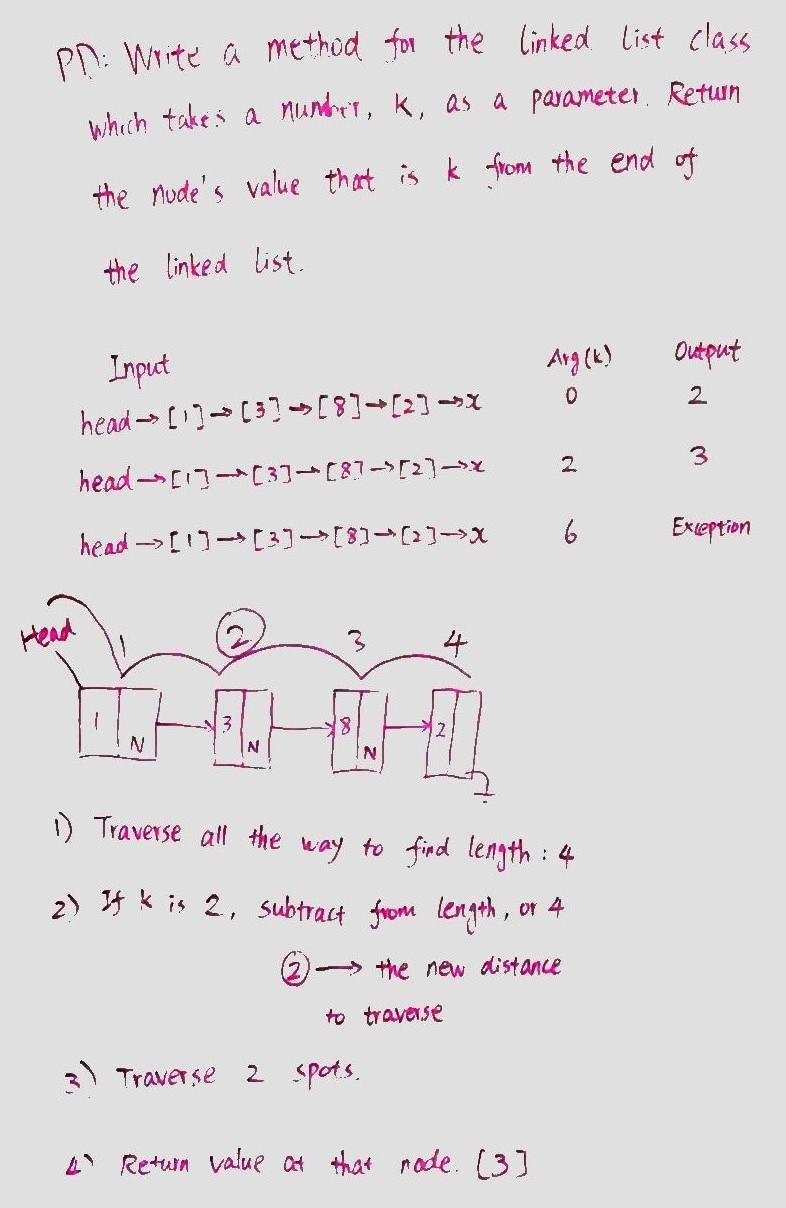 PD: Write a method for the linked list class
which takes a number, k, as a parameter. Return
the node's value that is k from the end of
the linked list.
Input Arg(k) Output
head → [1] → [3] → [8] → [2] → x 0 2
head → [1] → [3] → [8] → [2] → x 2 3
head → [1] → [3] → [8] → [2] → x 6 Exception
Head 1 2 3 4
1 N 3 N 8 N 2
1) Traverse all the way to find length : 4
2) If k is 2, subtract from length, or 4
2 → the new distance
to traverse
3) Traverse 2 spots.
4) Return value at that node. [3]